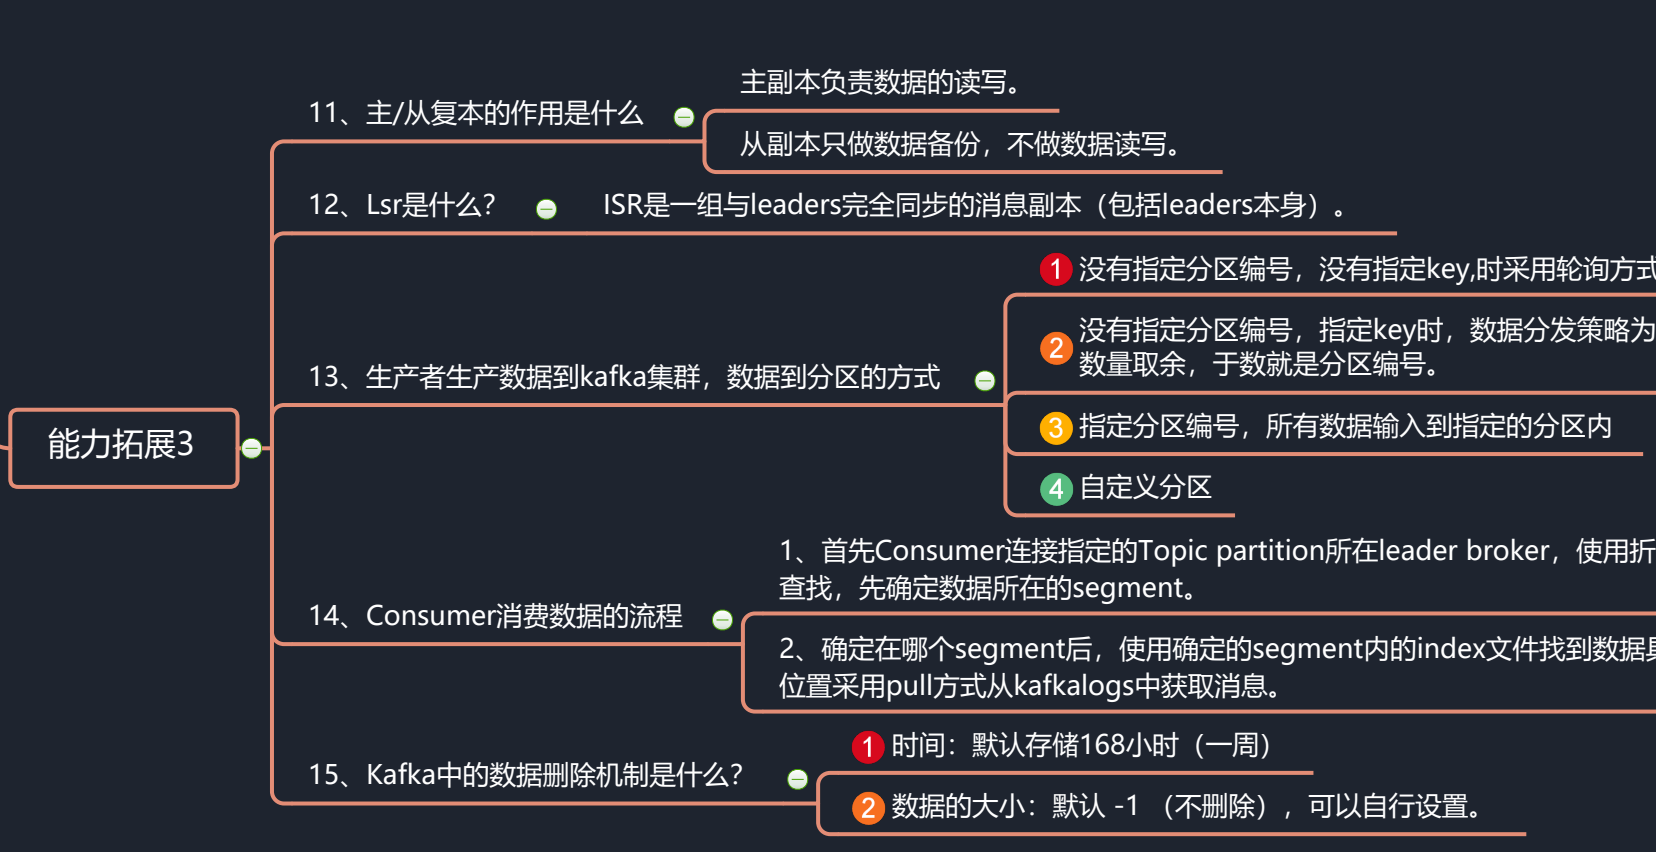 能力拓展3
11、主/从复本的作用是什么
主副本负责数据的读写。
从副本只做数据备份，不做数据读写。
12、Lsr是什么？
ISR是一组与leaders完全同步的消息副本（包括leaders本身）。
13、生产者生产数据到kafka集群，数据到分区的方式
1 没有指定分区编号，没有指定key,时采用轮询方式
2 没有指定分区编号，指定key时，数据分发策略为
数量取余，于数就是分区编号。
3 指定分区编号，所有数据输入到指定的分区内
4 自定义分区
14、Consumer消费数据的流程
1、首先Consumer连接指定的Topic partition所在leader broker，使用折
查找，先确定数据所在的segment。
2、确定在哪个segment后，使用确定的segment内的index文件找到数据
位置采用pull方式从kafkalogs中获取消息。
15、Kafka中的数据删除机制是什么？
1 时间：默认存储168小时（一周）
2 数据的大小：默认 -1 （不删除），可以自行设置。